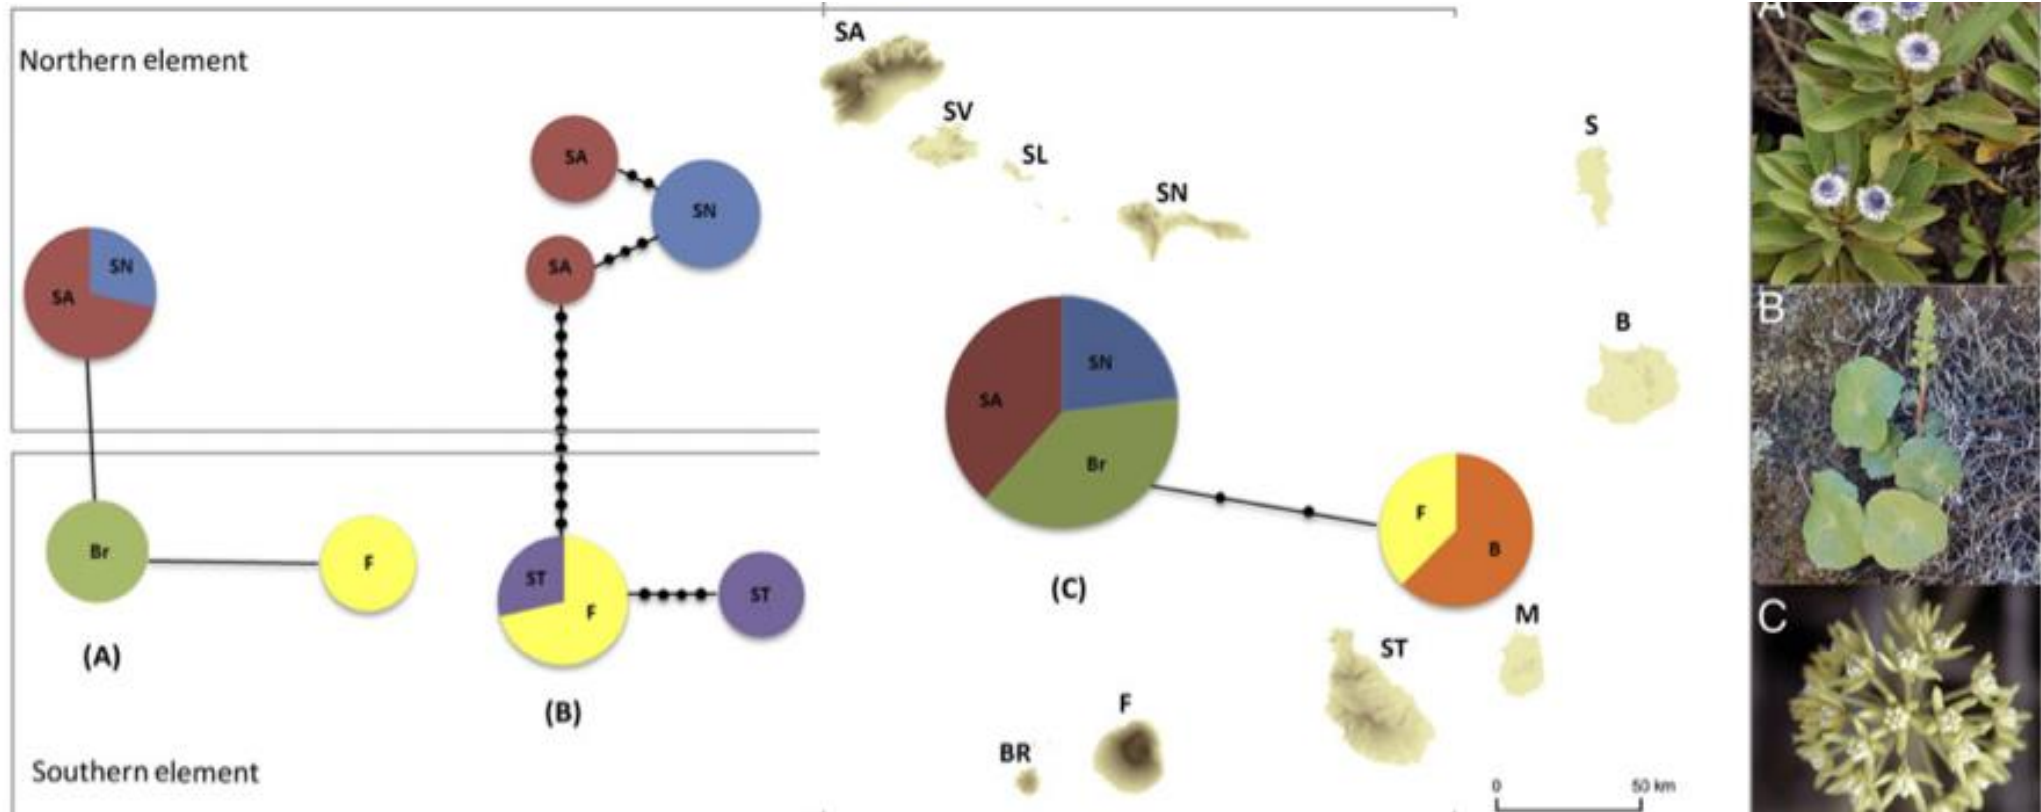 Northern element
SA
SN
SA
SN
SA
Br
F
(A)
ST
F
ST
(B)
Southern element
SA
SV
SL
SN
S
B
SN
SA
Br
(C)
F
B
M
ST
F
BR
0 50 km
A
B
C